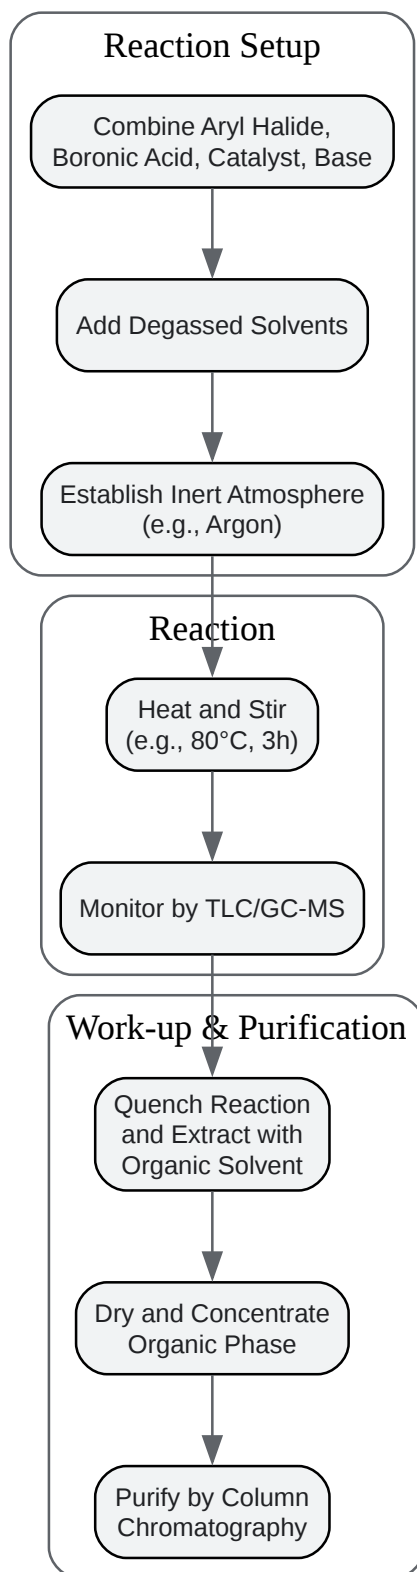 Reaction Setup
Combine Aryl Halide,
Boronic Acid, Catalyst, Base
Add Degassed Solvents
Establish Inert Atmosphere
(e.g., Argon)
Reaction
Heat and Stir
(e.g., 80°C, 3h)
Monitor by TLC/GC-MS
Work-up & Purification
Quench Reaction
and Extract with
Organic Solvent
Dry and Concentrate
Organic Phase
Purify by Column
Chromatography